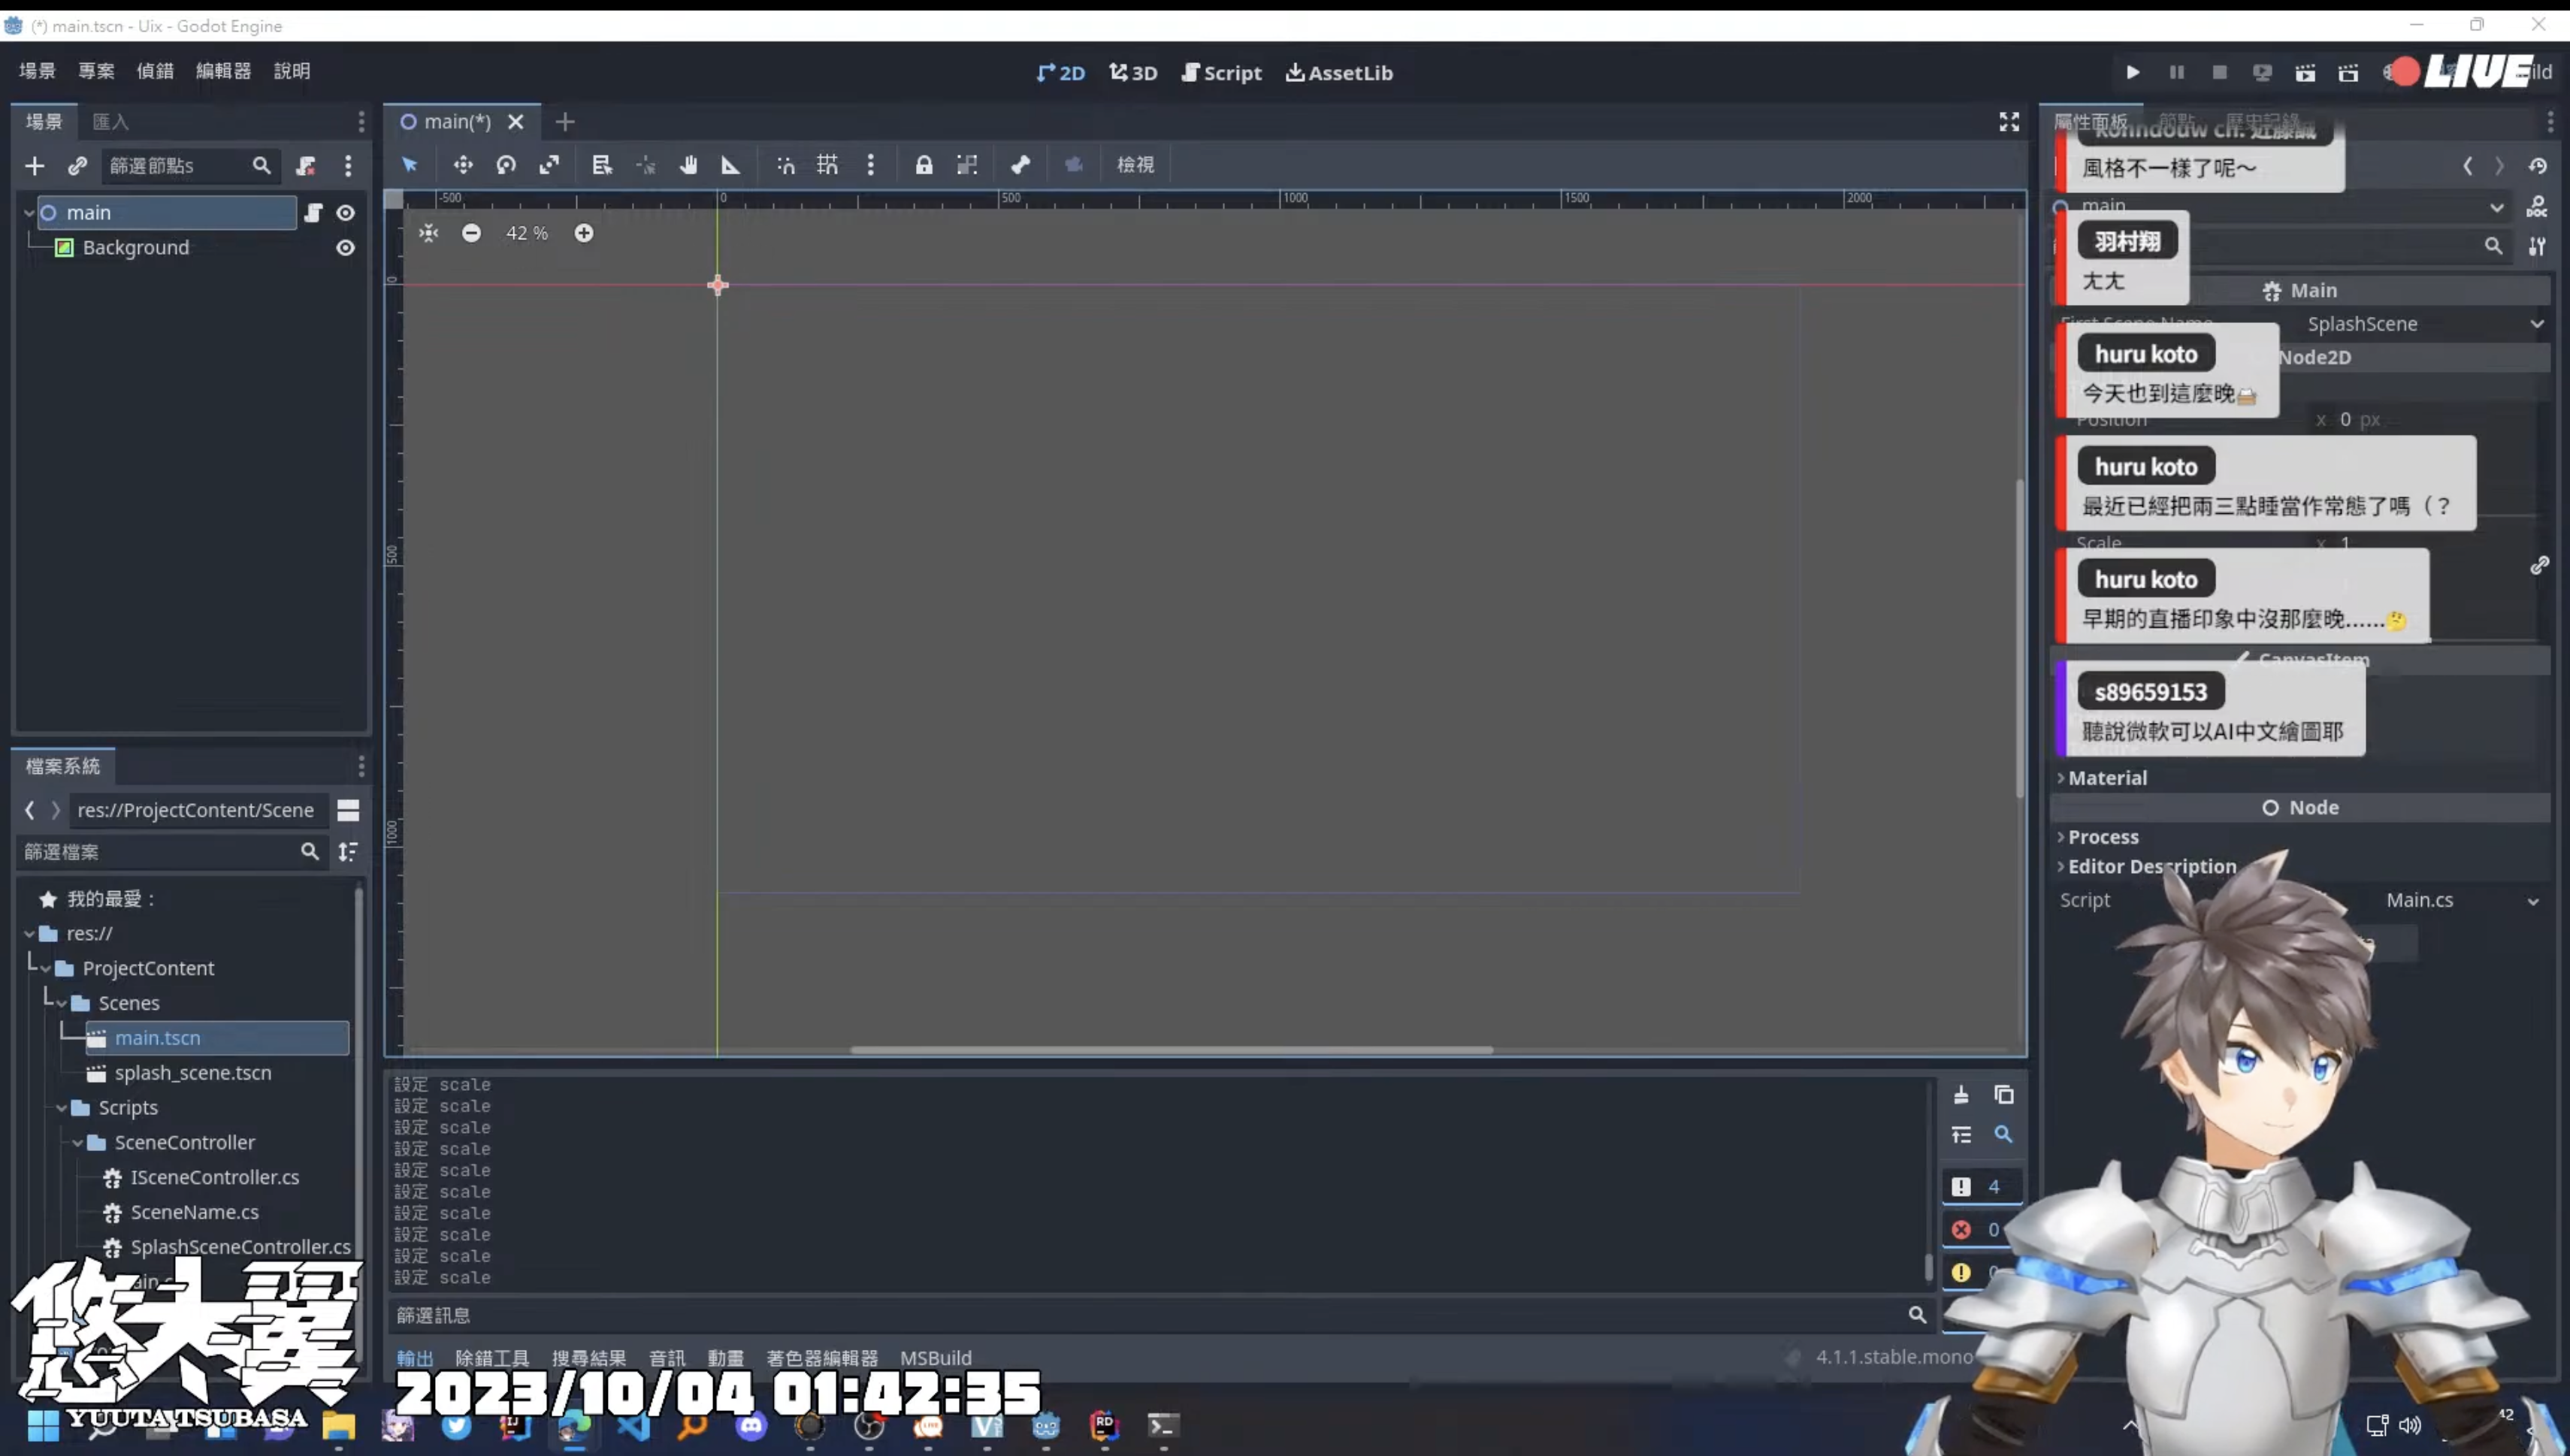 (*) main.tscn - Uix - Godot Engine
場景 專案 偵錯 編輯器 說明
2D 3D Script AssetLib
LIVE
場景 匯入
main(*)
屬性面板 節點 歷史記錄
篩選節點s
檢視
main
Background
-500 0 500 1000 1500 2000
42 %
0
500
1000
風格不一樣了呢～
main
羽村翔
尤尤
Main
First Scene Name SplashScene
huru koto
Node2D
今天也到這麼晚
Position x 0 px
huru koto
最近已經把兩三點睡當作常態了嗎（？
Scale x 1
huru koto
早期的直播印象中沒那麼晚......🤔
CanvasItem
s89659153
聽說微軟可以AI中文繪圖耶
Material
Node
Process
Editor Description
Script Main.cs
檔案系統
res://ProjectContent/Scene
篩選檔案
我的最愛：
res://
ProjectContent
Scenes
main.tscn
splash_scene.tscn
Scripts
SceneController
ISceneController.cs
SceneName.cs
SplashSceneController.cs
設定 scale
設定 scale
設定 scale
設定 scale
設定 scale
設定 scale
設定 scale
設定 scale
設定 scale
設定 scale
4
0
篩選訊息
輸出 除錯工具 搜尋結果 音訊 動畫 著色器編輯器 MSBuild
4.1.1.stable.mono
悠太翼
YUUTA TSUBASA
2023/10/04 01:42:35